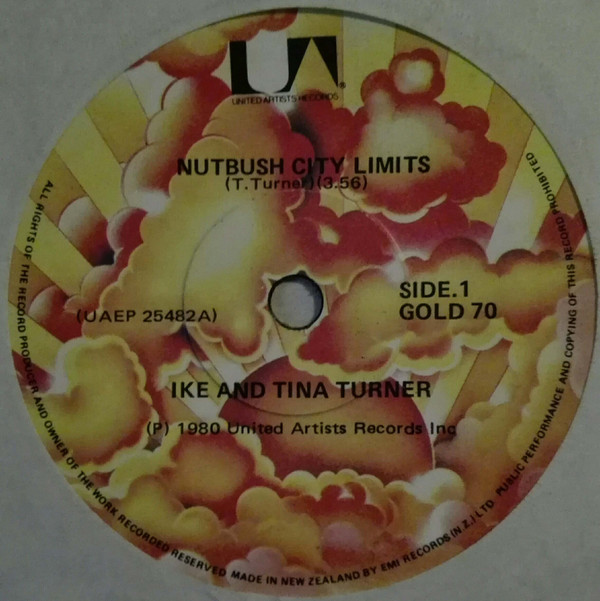 UA
UNITED ARTISTS RECORDS
NUTBUSH CITY LIMITS
(T.Turner)(3.56)
SIDE.1
GOLD 70
(UAEP 25482A)
IKE AND TINA TURNER
(P) 1980 United Artists Records Inc
ALL RIGHTS OF THE RECORD PRODUCER AND OWNER OF THE WORK RECORDED RESERVED MADE IN NEW ZEALAND BY EMI RECORDS (N.Z.) LTD PUBLIC PERFORMANCE AND COPYING OF THIS RECORD PROHIBITED